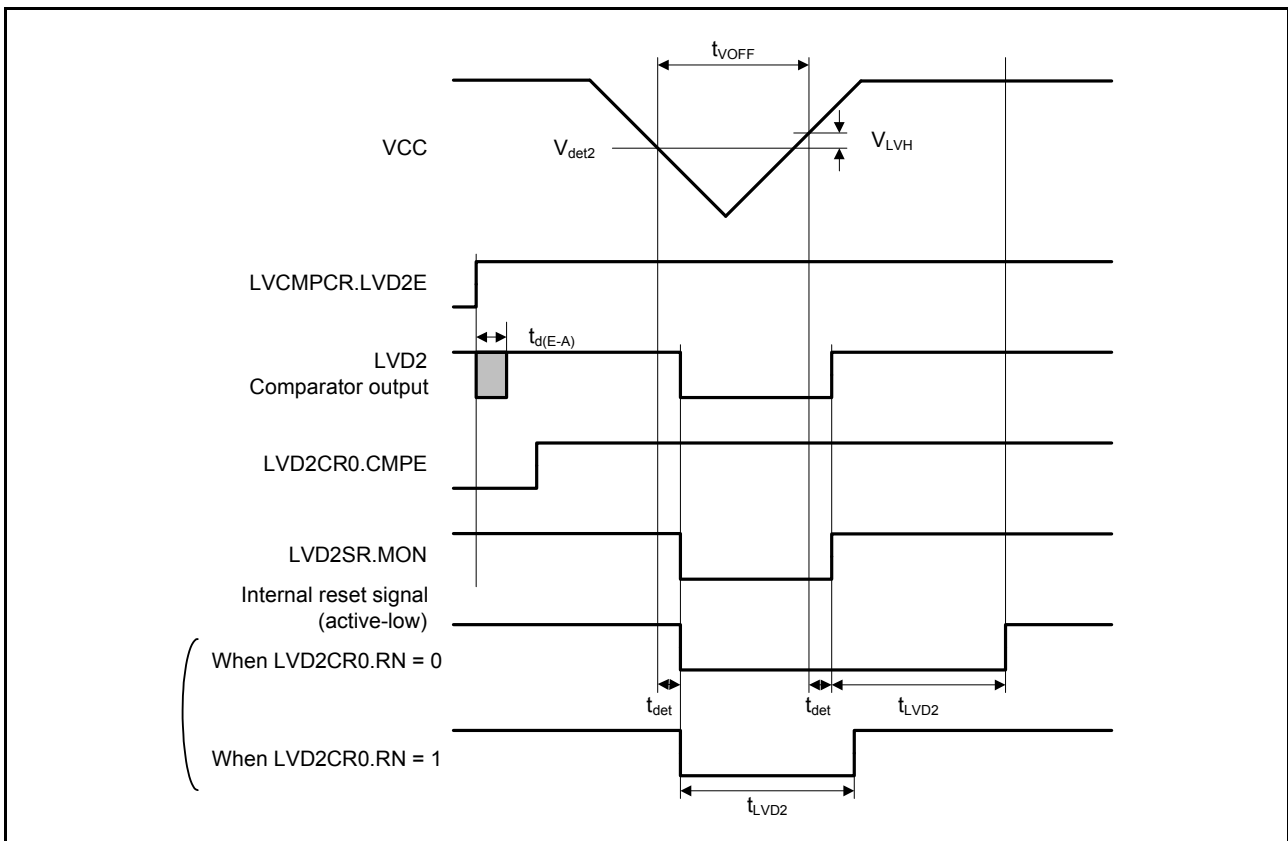 tVOFF
VCC
Vdet2
VLVH
LVCMPCR.LVD2E
td(E-A)
LVD2
Comparator output
LVD2CR0.CMPE
LVD2SR.MON
Internal reset signal
(active-low)
When LVD2CR0.RN = 0
tdet
tdet
tLVD2
When LVD2CR0.RN = 1
tLVD2